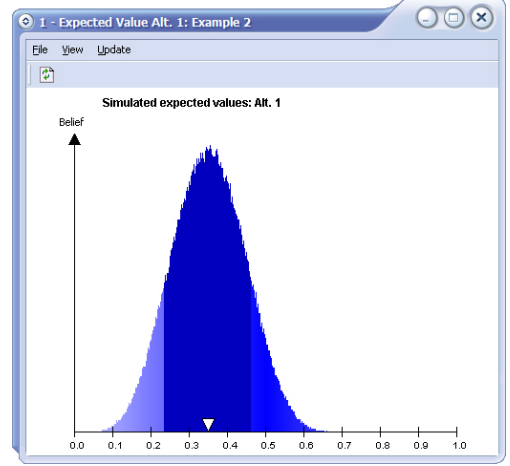 1 - Expected Value Alt. 1: Example 2
File View Update
Simulated expected values: Alt. 1
Belief
0.0 0.1 0.2 0.3 0.4 0.5 0.6 0.7 0.8 0.9 1.0